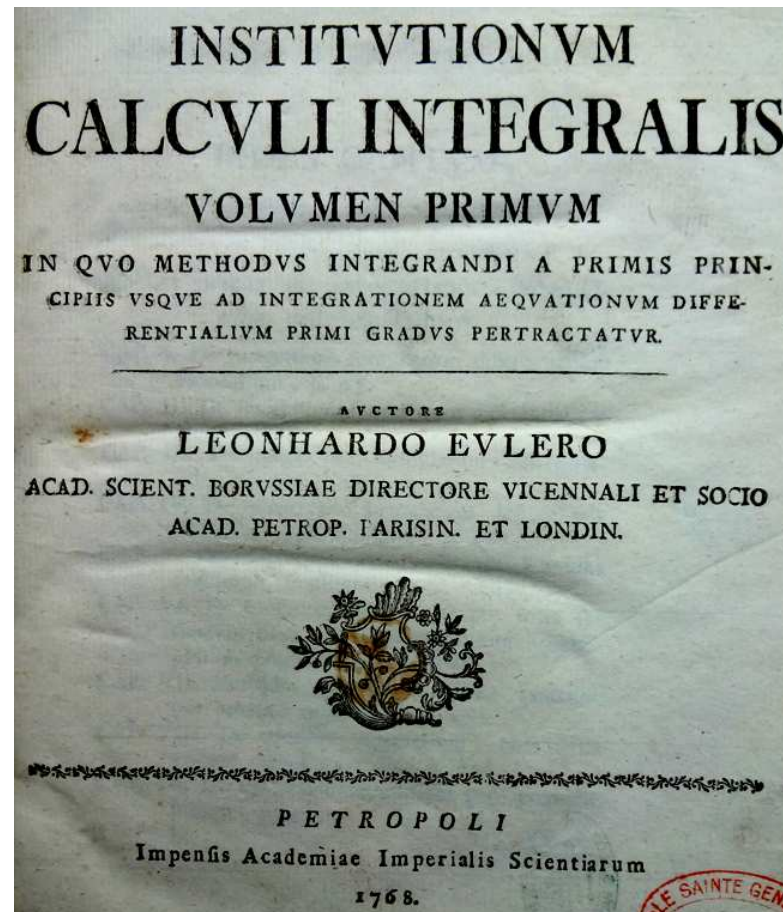 INSTITVTIONVM
CALCVLI INTEGRALIS
VOLVMEN PRIMVM
IN QVO METHODVS INTEGRANDI A PRIMIS PRIN-
CIPIIS VSQVE AD INTEGRATIONEM AEQVATIONVM DIFFE-
RENTIALIVM PRIMI GRADVS PERTRACTATVR.
AVCTORE
LEONHARDO EVLERO
ACAD. SCIENT. BORVSSIAE DIRECTORE VICENNALI ET SOCIO
ACAD. PETROP. PARISIN. ET LONDIN.
PETROPOLI
Impenſis Academiae Imperialis Scientiarum
1768.
SAINTE GEN